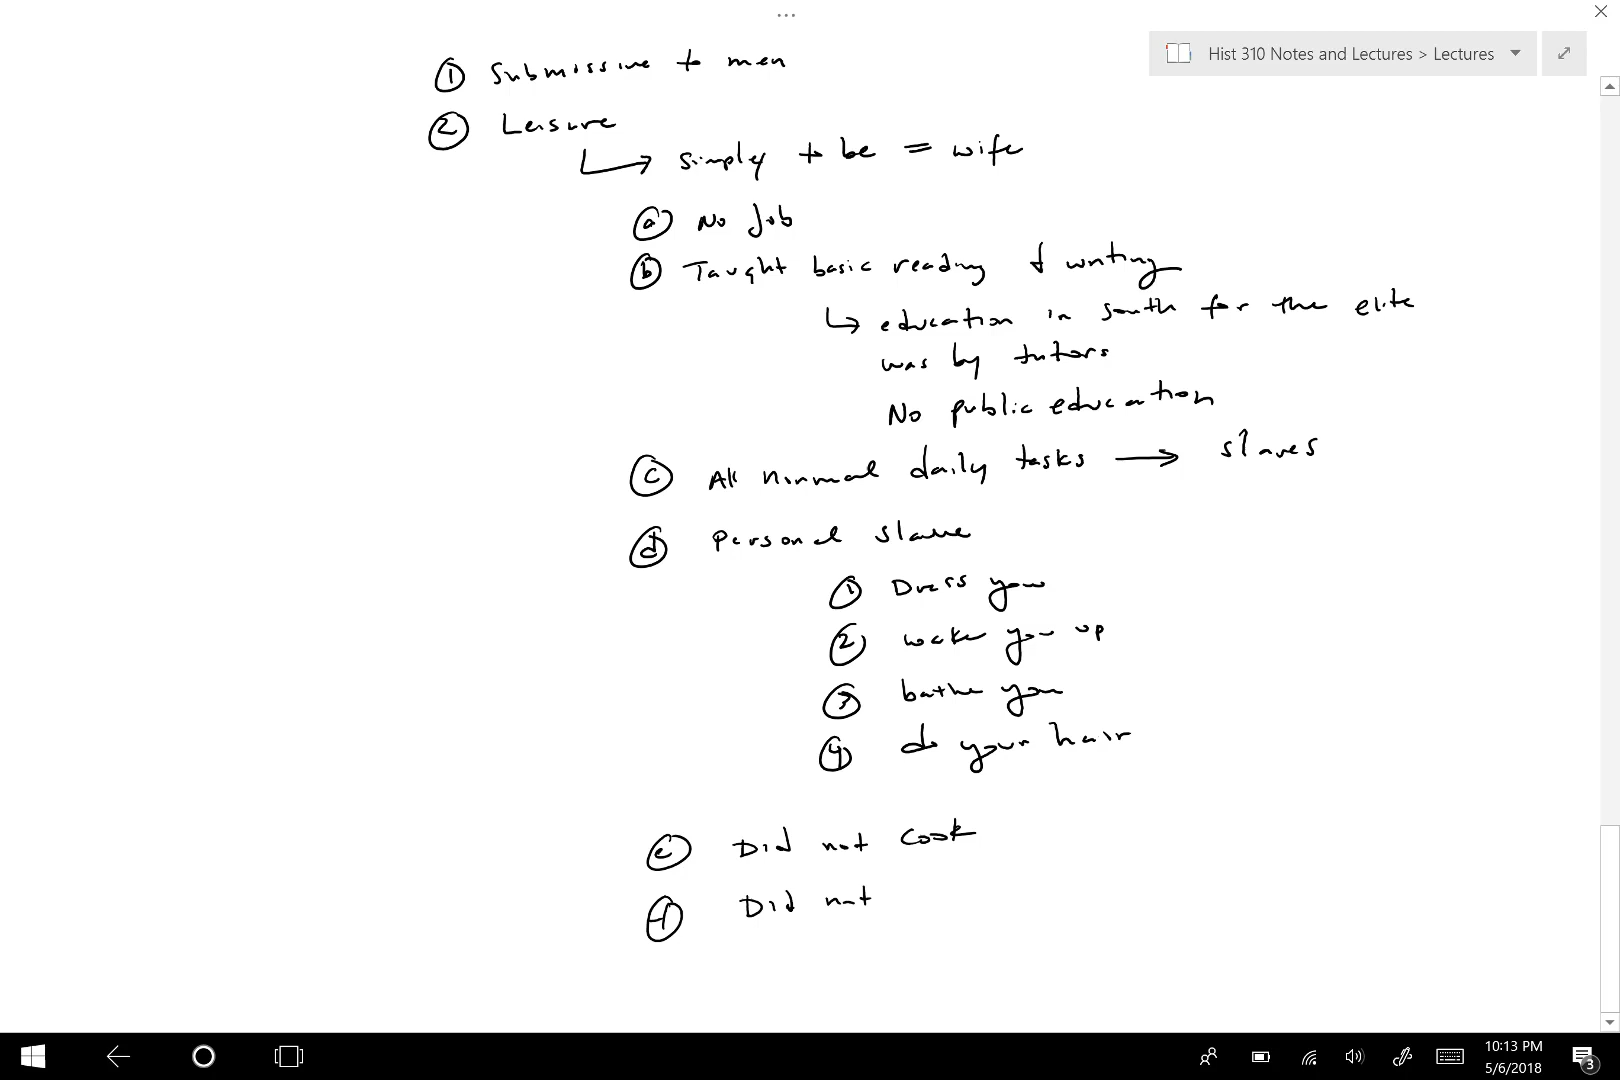 ...
Hist 310 Notes and Lectures > Lectures
① Submissive to men
② Leisure
↳ simply to be = wife
ⓐ No Job
ⓑ Taught basic reading & writing
↳ education in south for the elite
was by tutors
No public education
ⓒ All normal daily tasks → slaves
ⓓ Personal slave
① Dress you
② wake you up
③ bathe you
④ do your hair
ⓔ Did not cook
ⓕ Did not
10:13 PM
5/6/2018
3